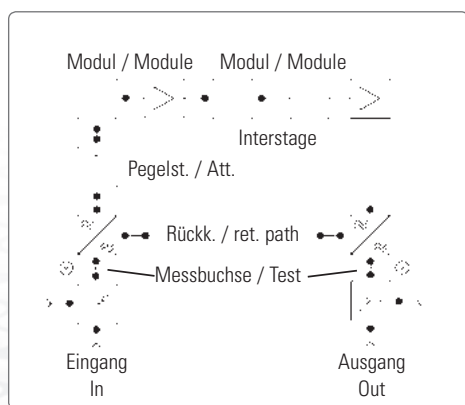 Modul / Module Modul / Module
Interstage
Pegelst. / Att.
Rückk. / ret. path
Messbuchse / Test
Eingang Ausgang
In Out